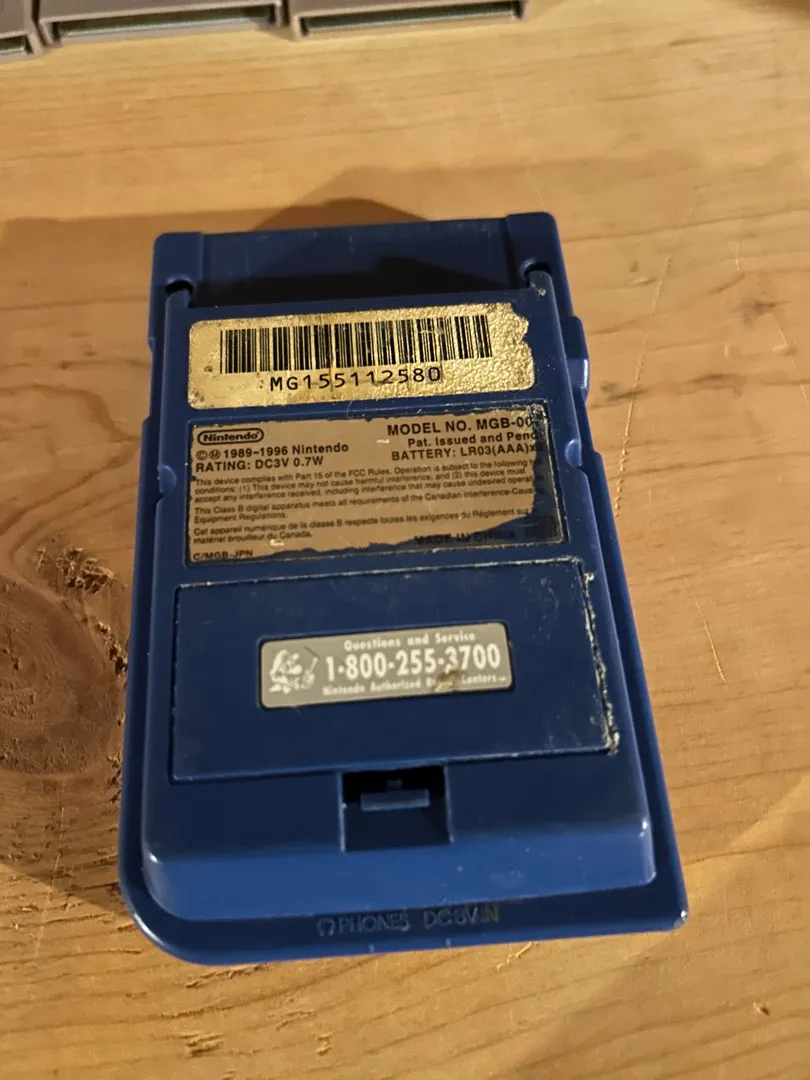 MG155112580
Nintendo
MODEL NO. MGB-00
©Ⓜ 1989-1996 Nintendo
Pat. Issued and Pend
RATING: DC3V 0.7W
BATTERY: LR03(AAA)x
This device complies with Part 15 of the FCC Rules. Operation is subject to the following
conditions: (1) This device may not cause harmful interference, and (2) this device must
accept any interference received, including interference that may cause undesired operat
This Class B digital apparatus meets all requirements of the Canadian Interference-Caus
Equipment Regulations.
Cet appareil numérique de la classe B respecte toutes les exigences du Règlement sur
matériel brouilleur du Canada.
MADE IN CHINA
C/MGB-JPN
Questions and Service
1-800-255-3700
Nintendo Authorized Centers
PHONES DC3V IN